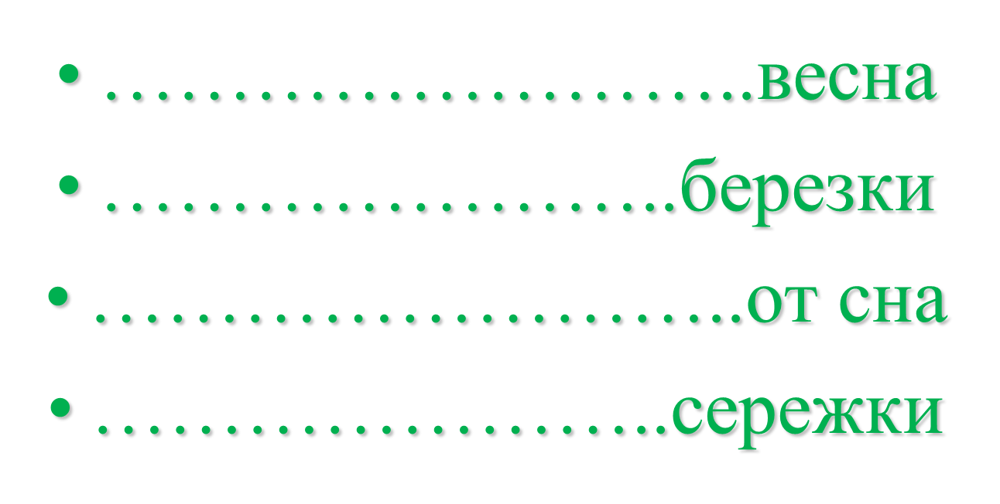 • ………………………..весна
• …………………….березки
• ……………………….от сна
• …………………….сережки